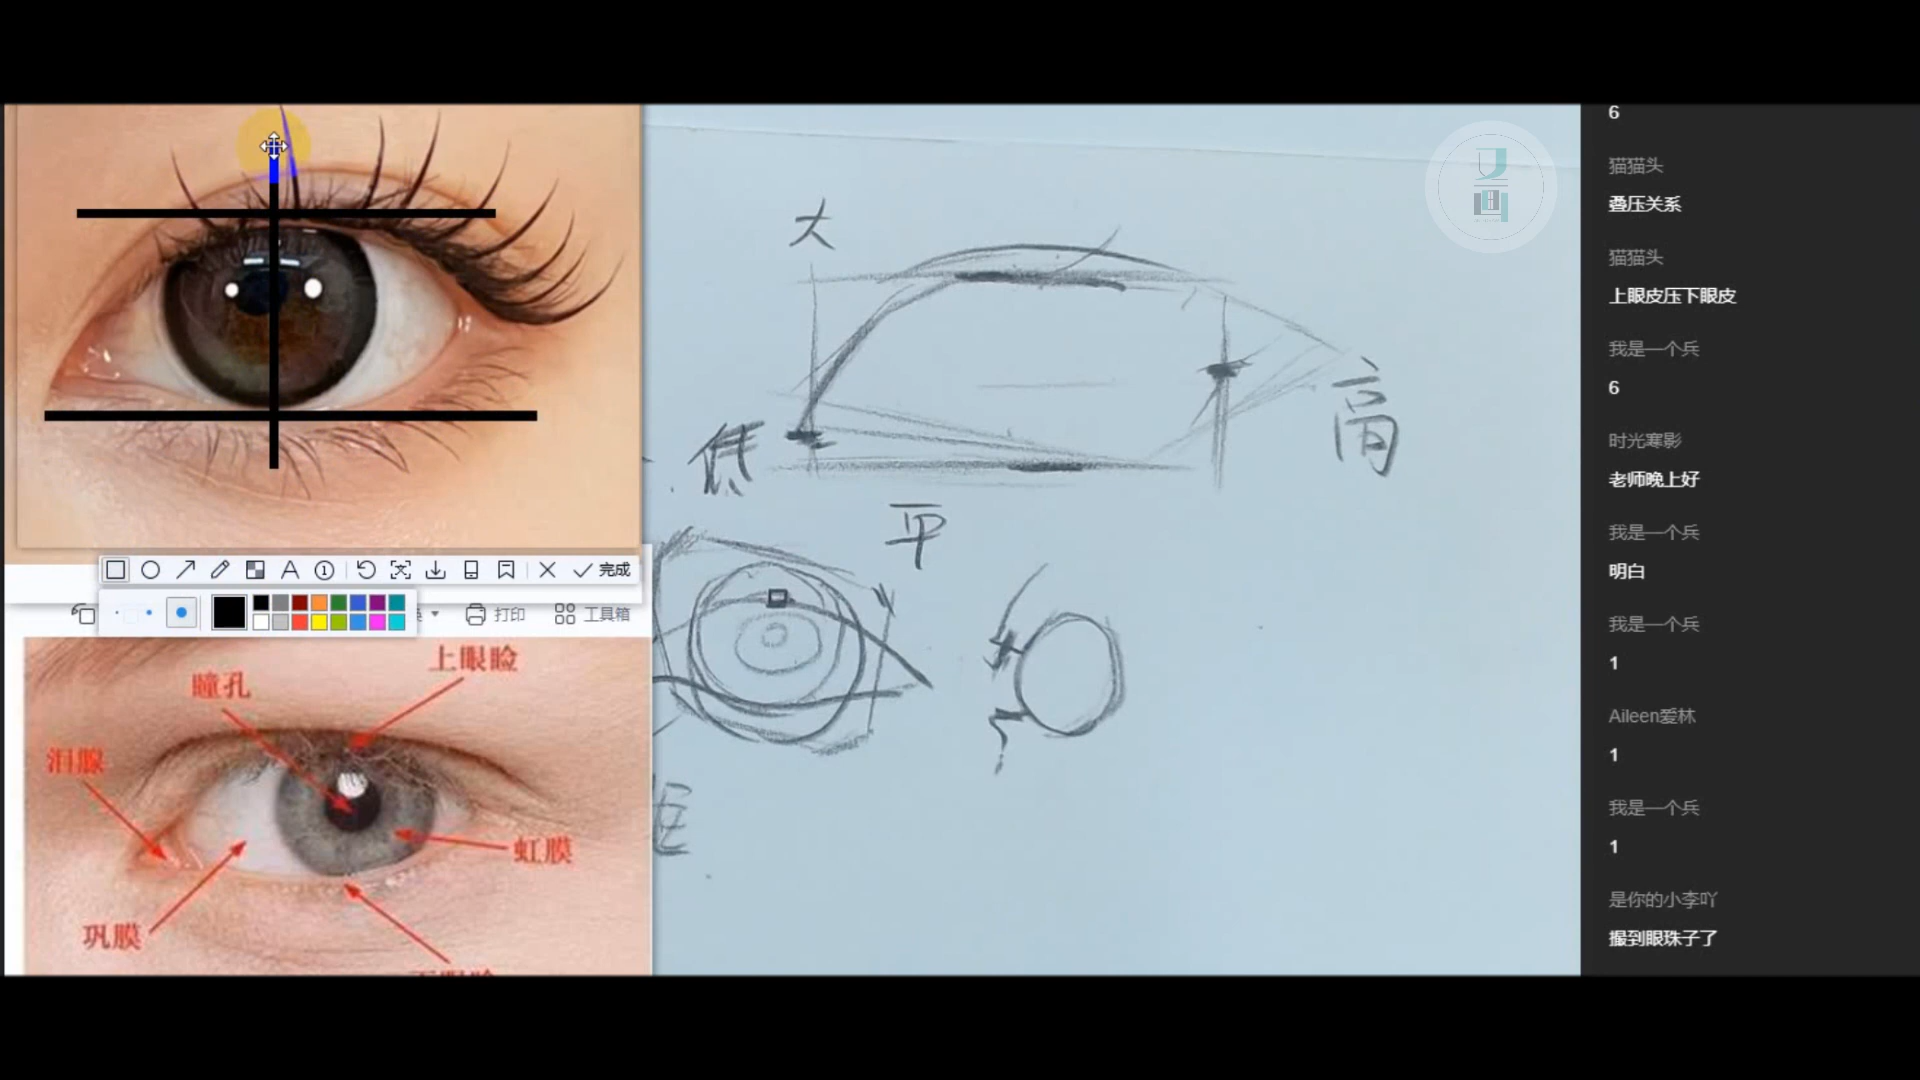 大
低
高
平
完成
打印
工具箱
上眼睑
瞳孔
泪腺
虹膜
巩膜
6
猫猫头
叠压关系
猫猫头
上眼皮压下眼皮
我是一个兵
6
时光寒影
老师晚上好
我是一个兵
明白
我是一个兵
1
Aileen爱林
1
我是一个兵
1
是你的小李吖
撮到眼珠子了